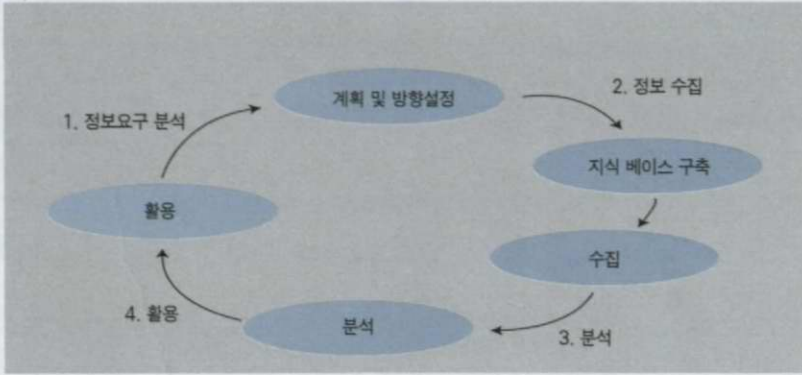 계획 및 방향설정
2. 정보 수집
1. 정보요구 분석
지식 베이스 구축
활용
수집
4. 활용
분석
3. 분석